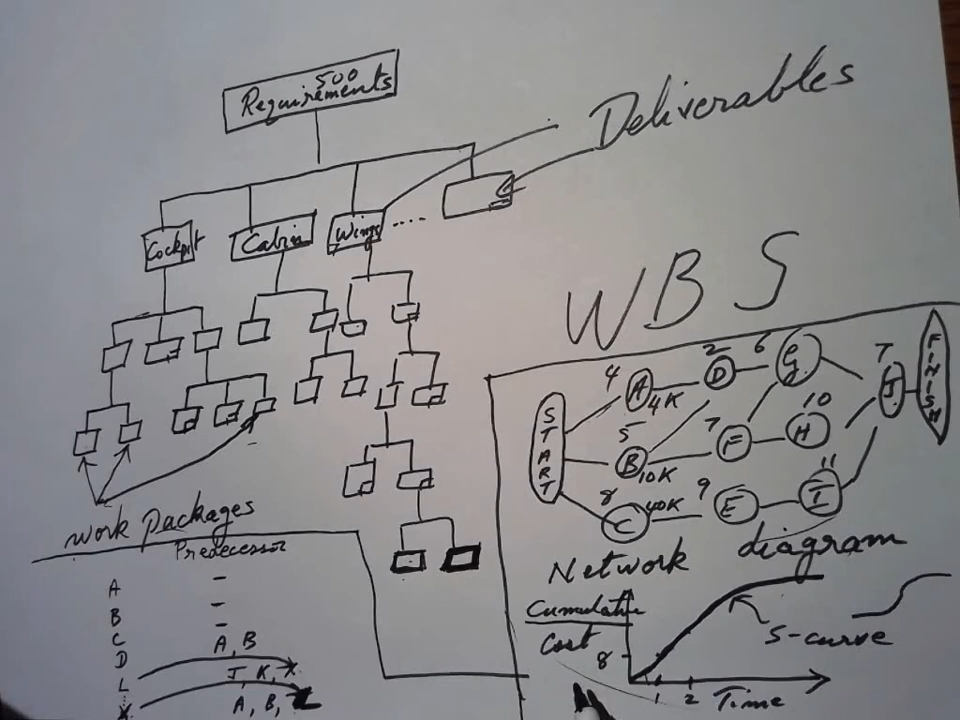 500
Requirements
Deliverables
Cockpit
Cabin
Wings
.....
WBS
Work Packages
Predecessor
A -
B -
C -
D A, B
L J, K, X
X A, B,
START
4
A
4K
5
B
10K
8
C
40K
2
D
7
F
9
E
6
G
10
H
11
I
7
J
FINISH
Network diagram
Cumulative
Cost
8
1 2 Time
S-curve